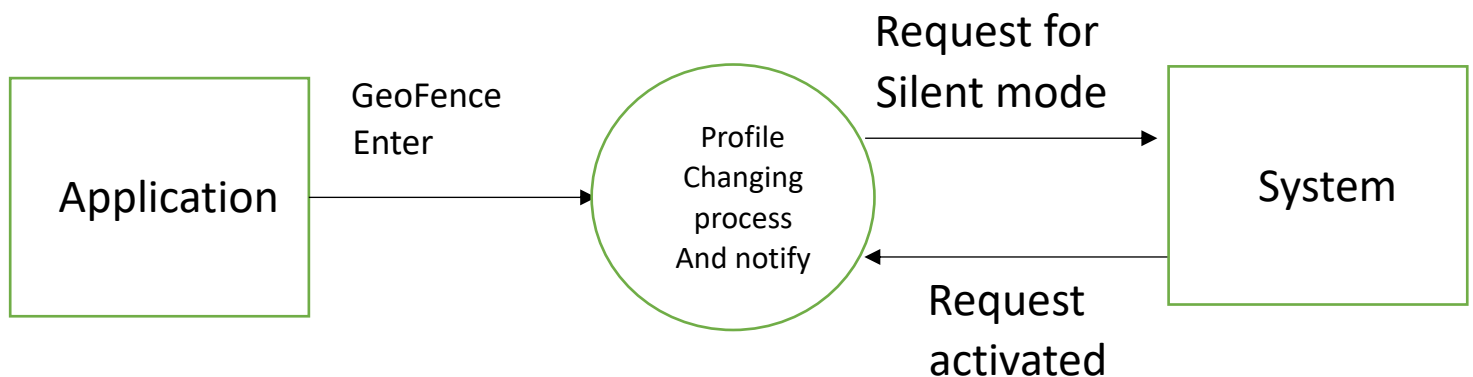 Application
GeoFence
Enter
Profile
Changing
process
And notify
Request for
Silent mode
System
Request
activated